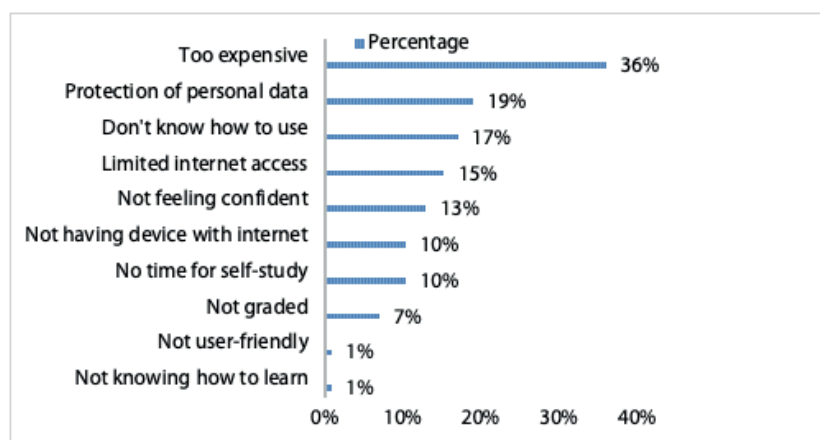 Percentage
Too expensive 36%
Protection of personal data 19%
Don't know how to use 17%
Limited internet access 15%
Not feeling confident 13%
Not having device with internet 10%
No time for self-study 10%
Not graded 7%
Not user-friendly 1%
Not knowing how to learn 1%
0% 10% 20% 30% 40%